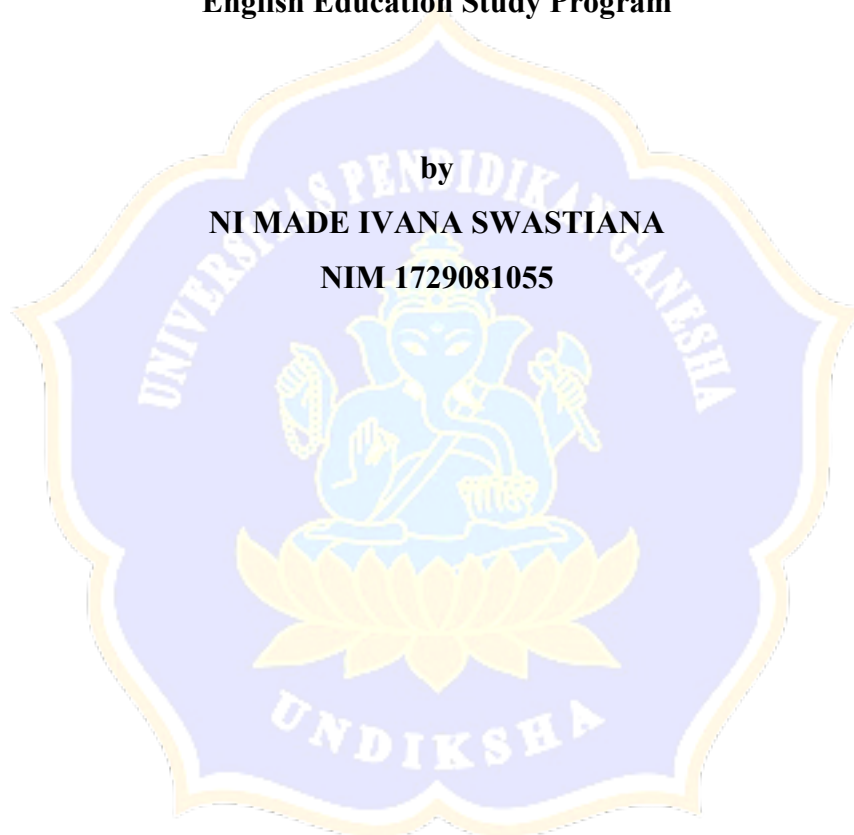 English Education Study Program
by
NI MADE IVANA SWASTIANA
NIM 1729081055
UNIVERSITAS PENDIDIKAN GANESHA
UNDIKSHA